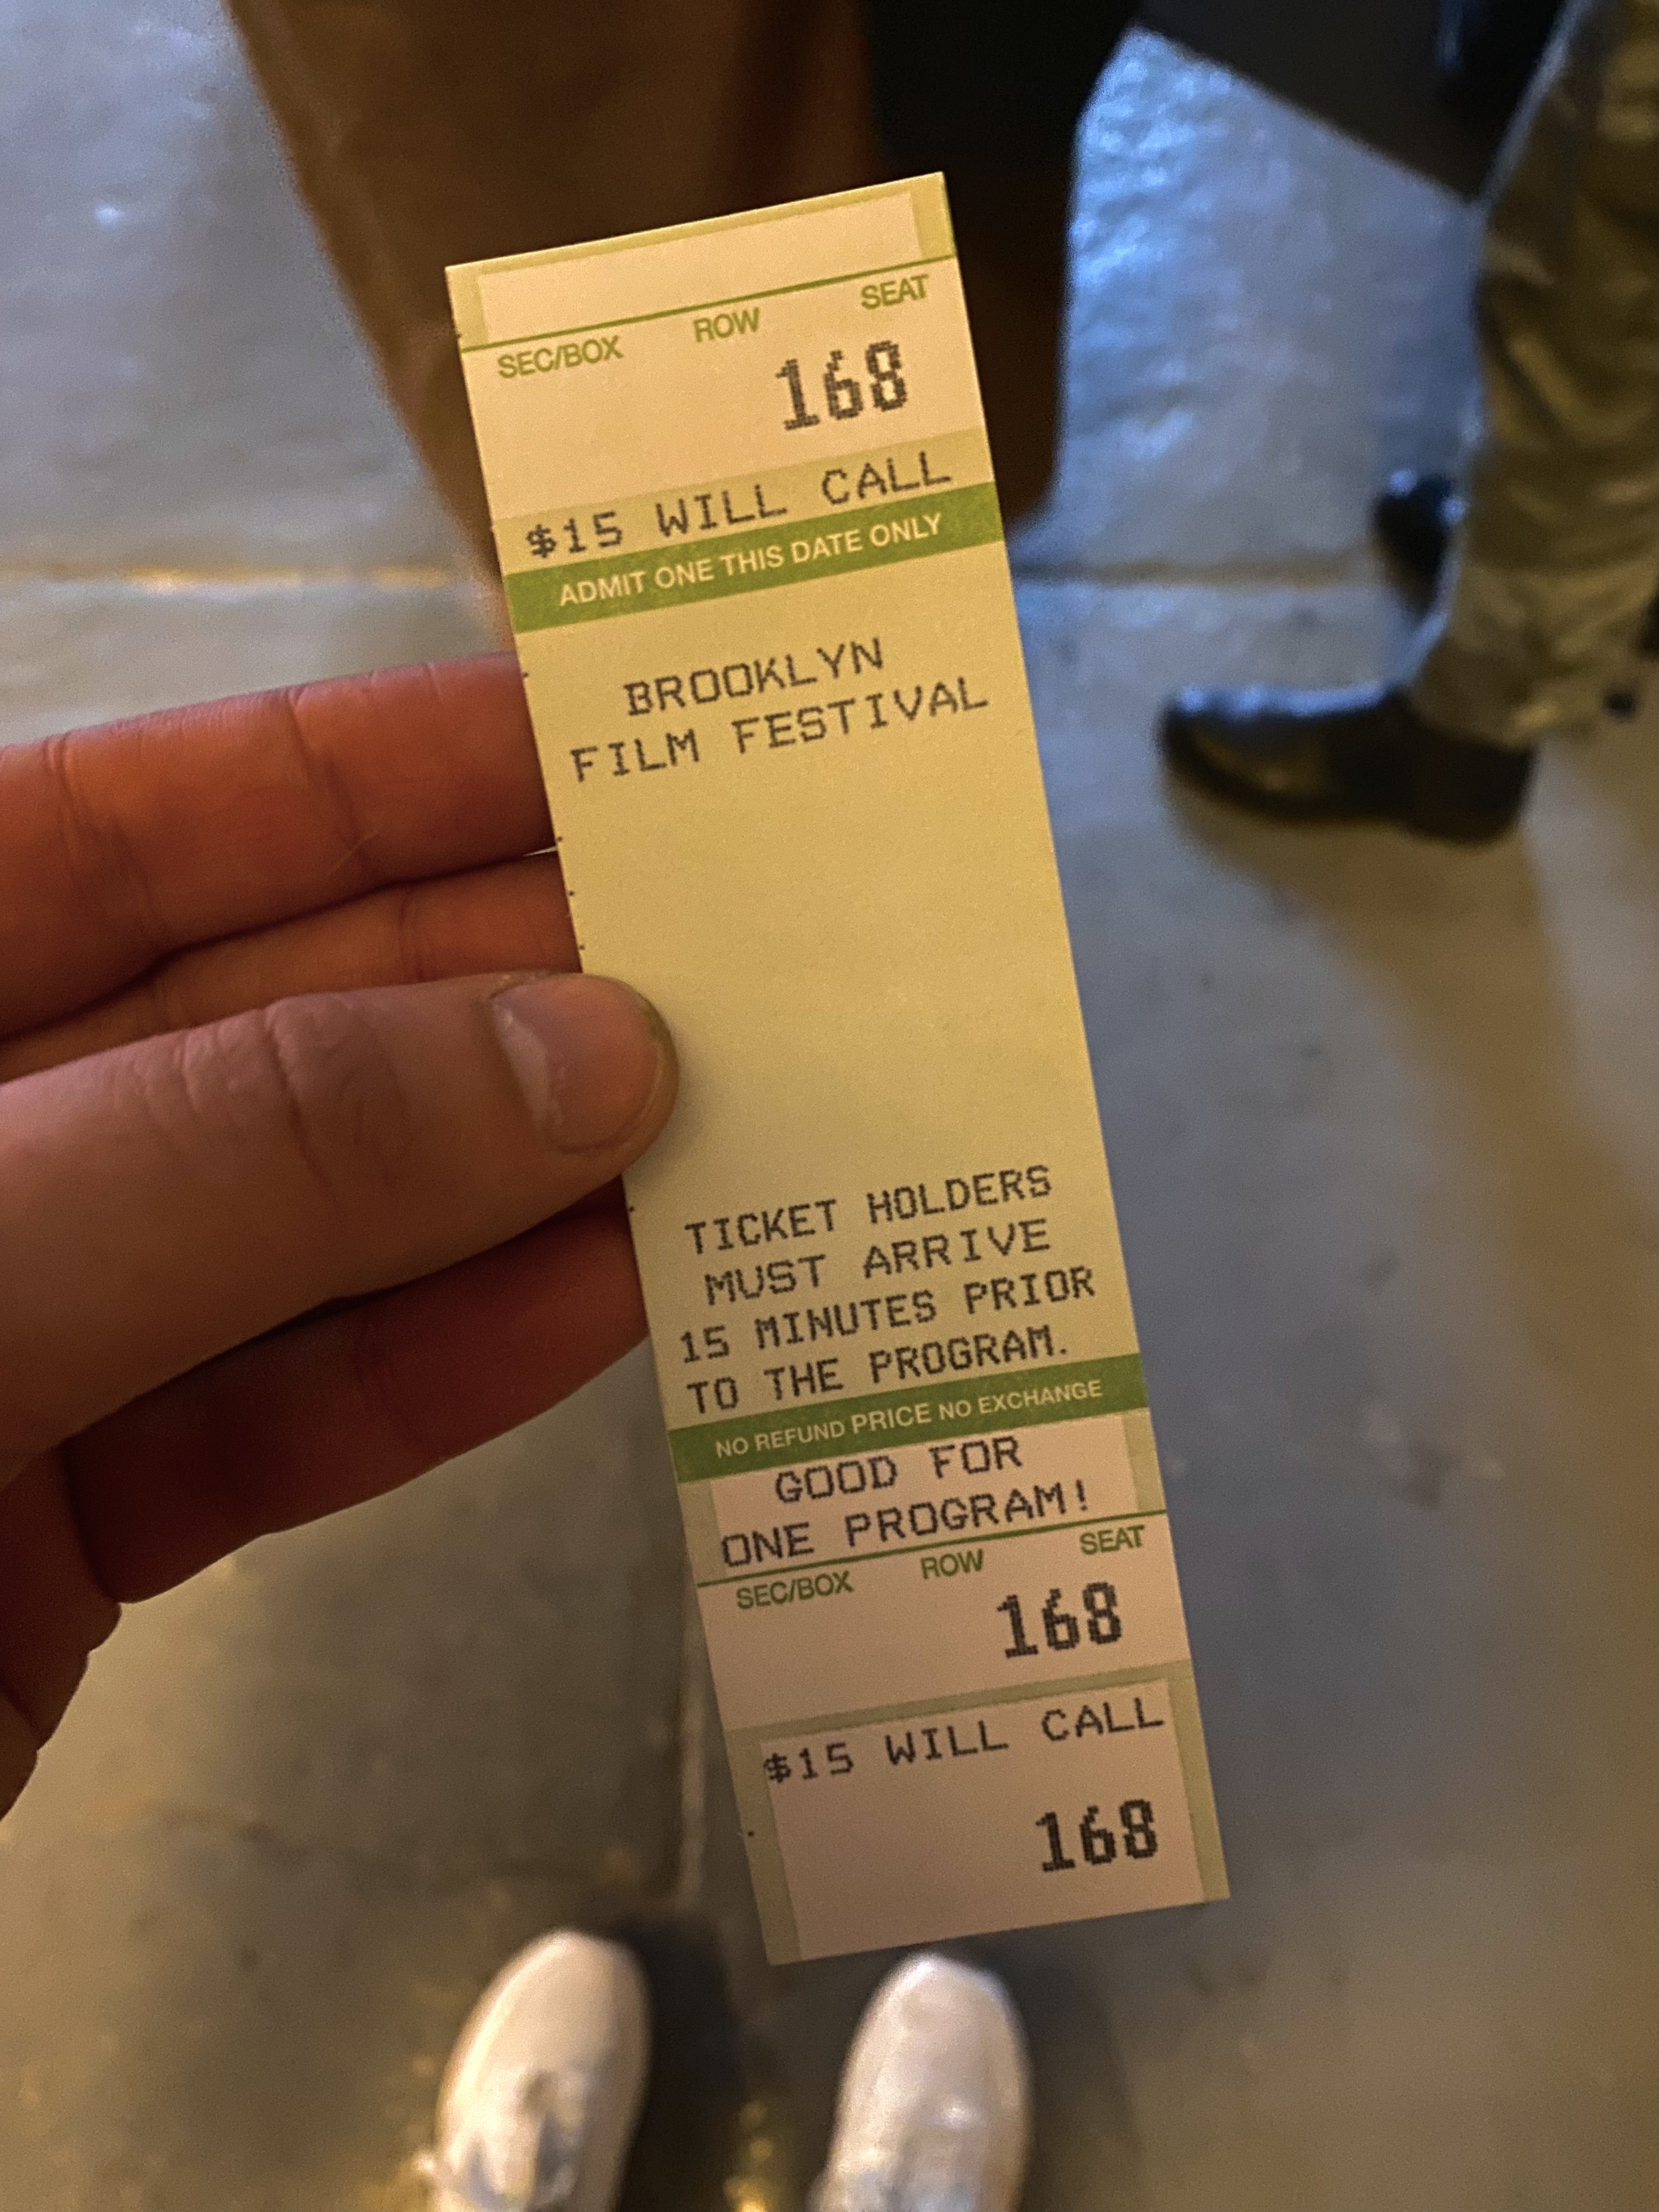 SEC/BOX ROW SEAT
168
$15 WILL CALL
ADMIT ONE THIS DATE ONLY
BROOKLYN
FILM FESTIVAL
TICKET HOLDERS
MUST ARRIVE
15 MINUTES PRIOR
TO THE PROGRAM.
NO REFUND PRICE NO EXCHANGE
GOOD FOR
ONE PROGRAM!
SEC/BOX ROW SEAT
168
$15 WILL CALL
168